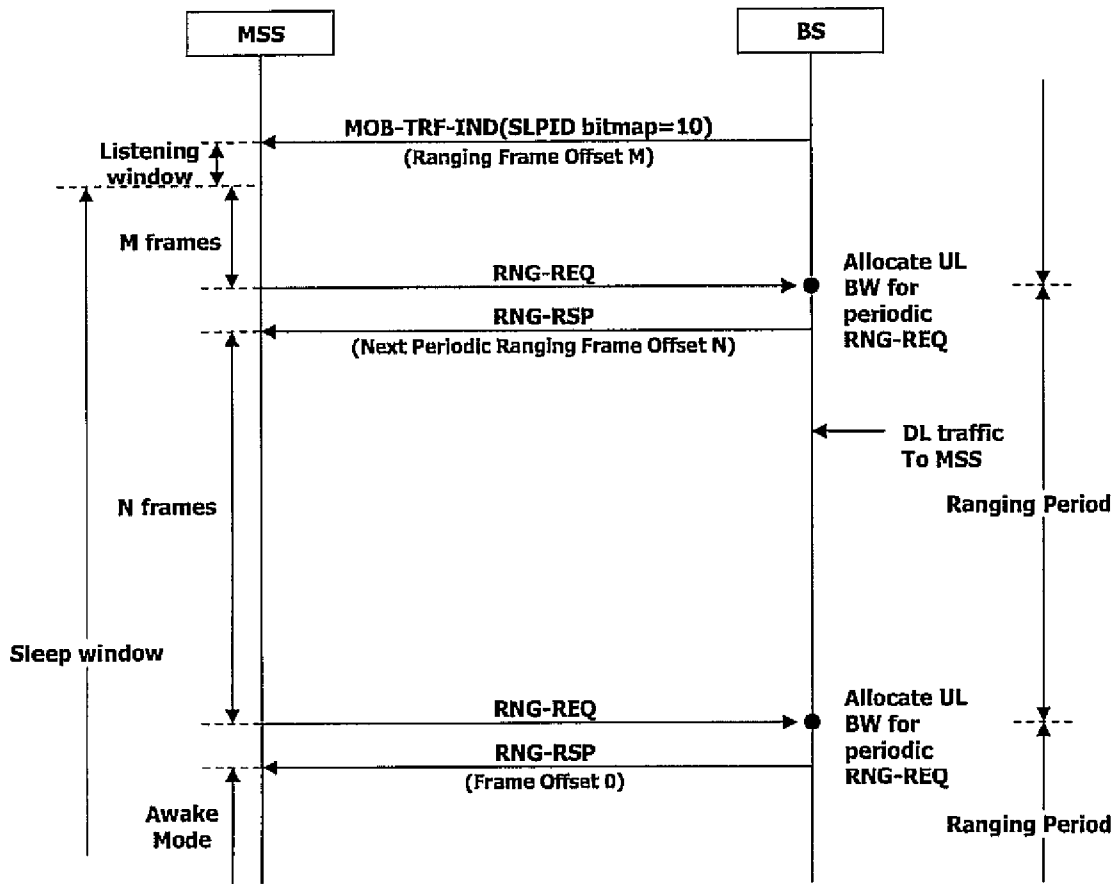 MSS
BS
MOB-TRF-IND(SLPID bitmap=10)
(Ranging Frame Offset M)
Listening
window
M frames
RNG-REQ
Allocate UL
BW for
periodic
RNG-REQ
RNG-RSP
(Next Periodic Ranging Frame Offset N)
DL traffic
To MSS
N frames
Ranging Period
Sleep window
RNG-REQ
Allocate UL
BW for
periodic
RNG-REQ
RNG-RSP
(Frame Offset 0)
Awake
Mode
Ranging Period